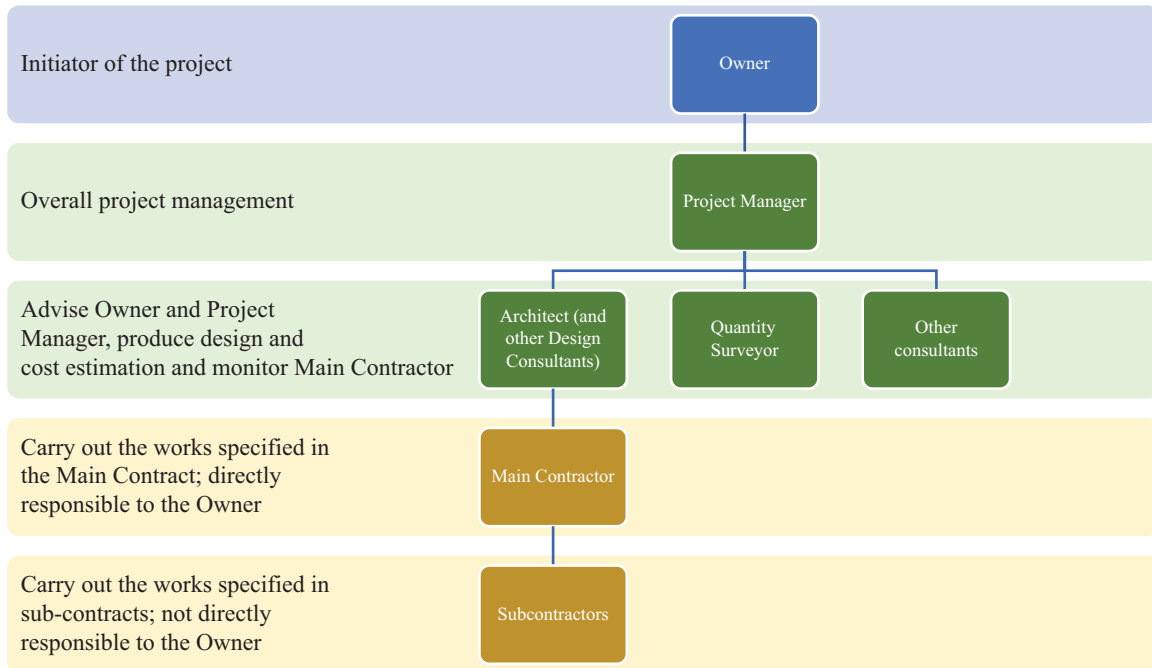 Initiator of the project
Owner
Overall project management
Project Manager
Advise Owner and Project
Manager, produce design and
cost estimation and monitor Main Contractor
Architect (and
other Design
Consultants)
Quantity
Surveyor
Other
consultants
Carry out the works specified in
the Main Contract; directly
responsible to the Owner
Main Contractor
Carry out the works specified in
sub-contracts; not directly
responsible to the Owner
Subcontractors